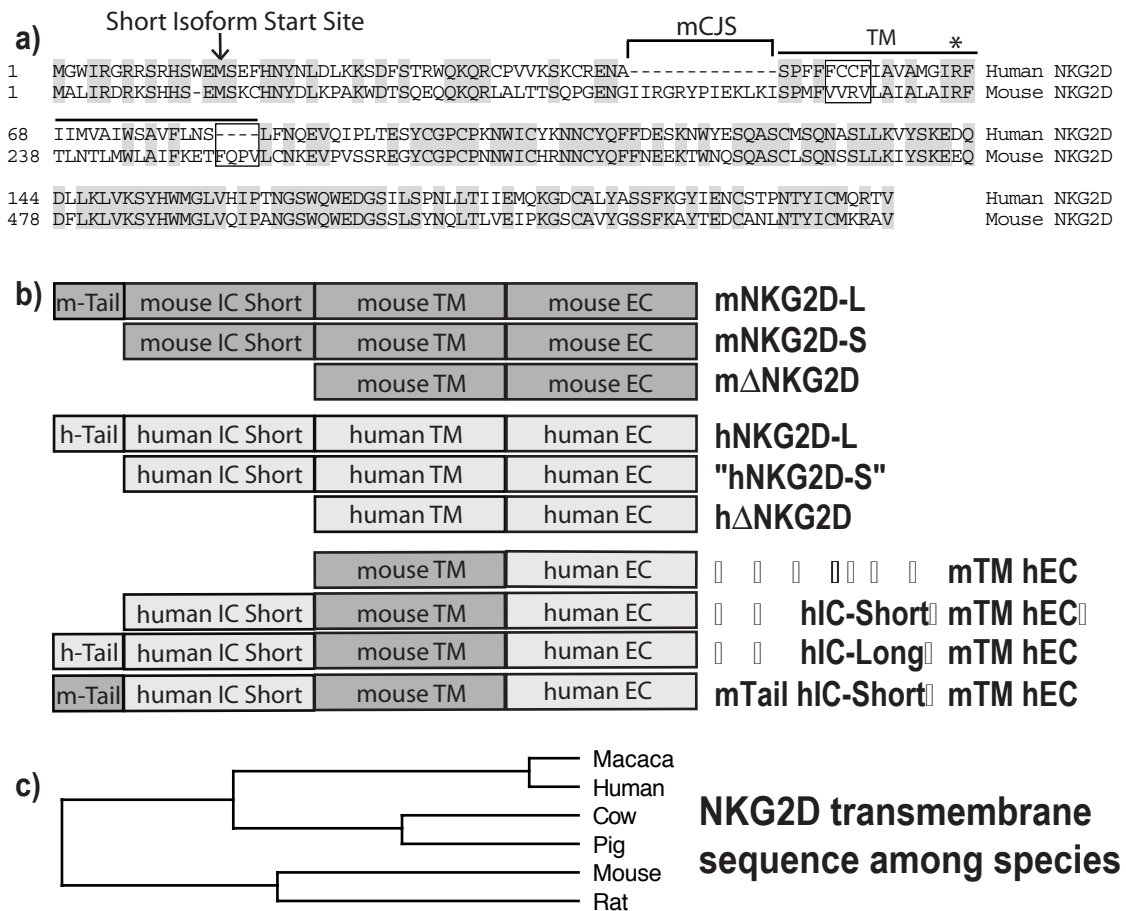 a)
Short Isoform Start Site
mCJS
TM
*
1 MGWIRGRRSRHSWEMSEFHNYNLDLKKSDFSTRWQKQRCPVVKSKCRENA-------------SPFFFCCFIAVAMGIRF Human NKG2D
1 MALIRDRKSHHS-EMSKCHNYDLKPAKWDTSQEQQKQRLALTTSQPGENGIIRGRYPIEKLKISPMFVVRVLAIALAIRF Mouse NKG2D
68 IIMVAIWSAVFLNS----LFNQEVQIPLTESYCGPCPKNWICYKNNCYQFFDESKNWYESQASCMSQNASLLKVYSKEDQ Human NKG2D
238 TLNTLMWLAIFKETFQPVLCNKEVPVSSREGYCGPCPNNWICHRNNCYQFFNEEKTWNQSQASCLSQNSSLLKIYSKEEQ Mouse NKG2D
144 DLLKLVKSYHWMGLVHIPTNGSWQWEDGSILSPNLLTIIEMQKGDCALYASSFKGYIENCSTPNTYICMQRTV Human NKG2D
478 DFLKLVKSYHWMGLVQIPANGSWQWEDGSSLSYNQLTLVEIPKGSCAVYGSSFKAYTEDCANLNTYICMKRAV Mouse NKG2D
b)
m-Tail mouse IC Short mouse TM mouse EC mNKG2D-L
mouse IC Short mouse TM mouse EC mNKG2D-S
mouse TM mouse EC mΔNKG2D
h-Tail human IC Short human TM human EC hNKG2D-L
human IC Short human TM human EC "hNKG2D-S"
human TM human EC hΔNKG2D
mouse TM human EC mTM hEC
human IC Short mouse TM human EC hIC-Short mTM hEC
h-Tail human IC Short mouse TM human EC hIC-Long mTM hEC
m-Tail human IC Short mouse TM human EC mTail hIC-Short mTM hEC
c)
Macaca
Human
Cow
Pig
Mouse
Rat
NKG2D transmembrane
sequence among species